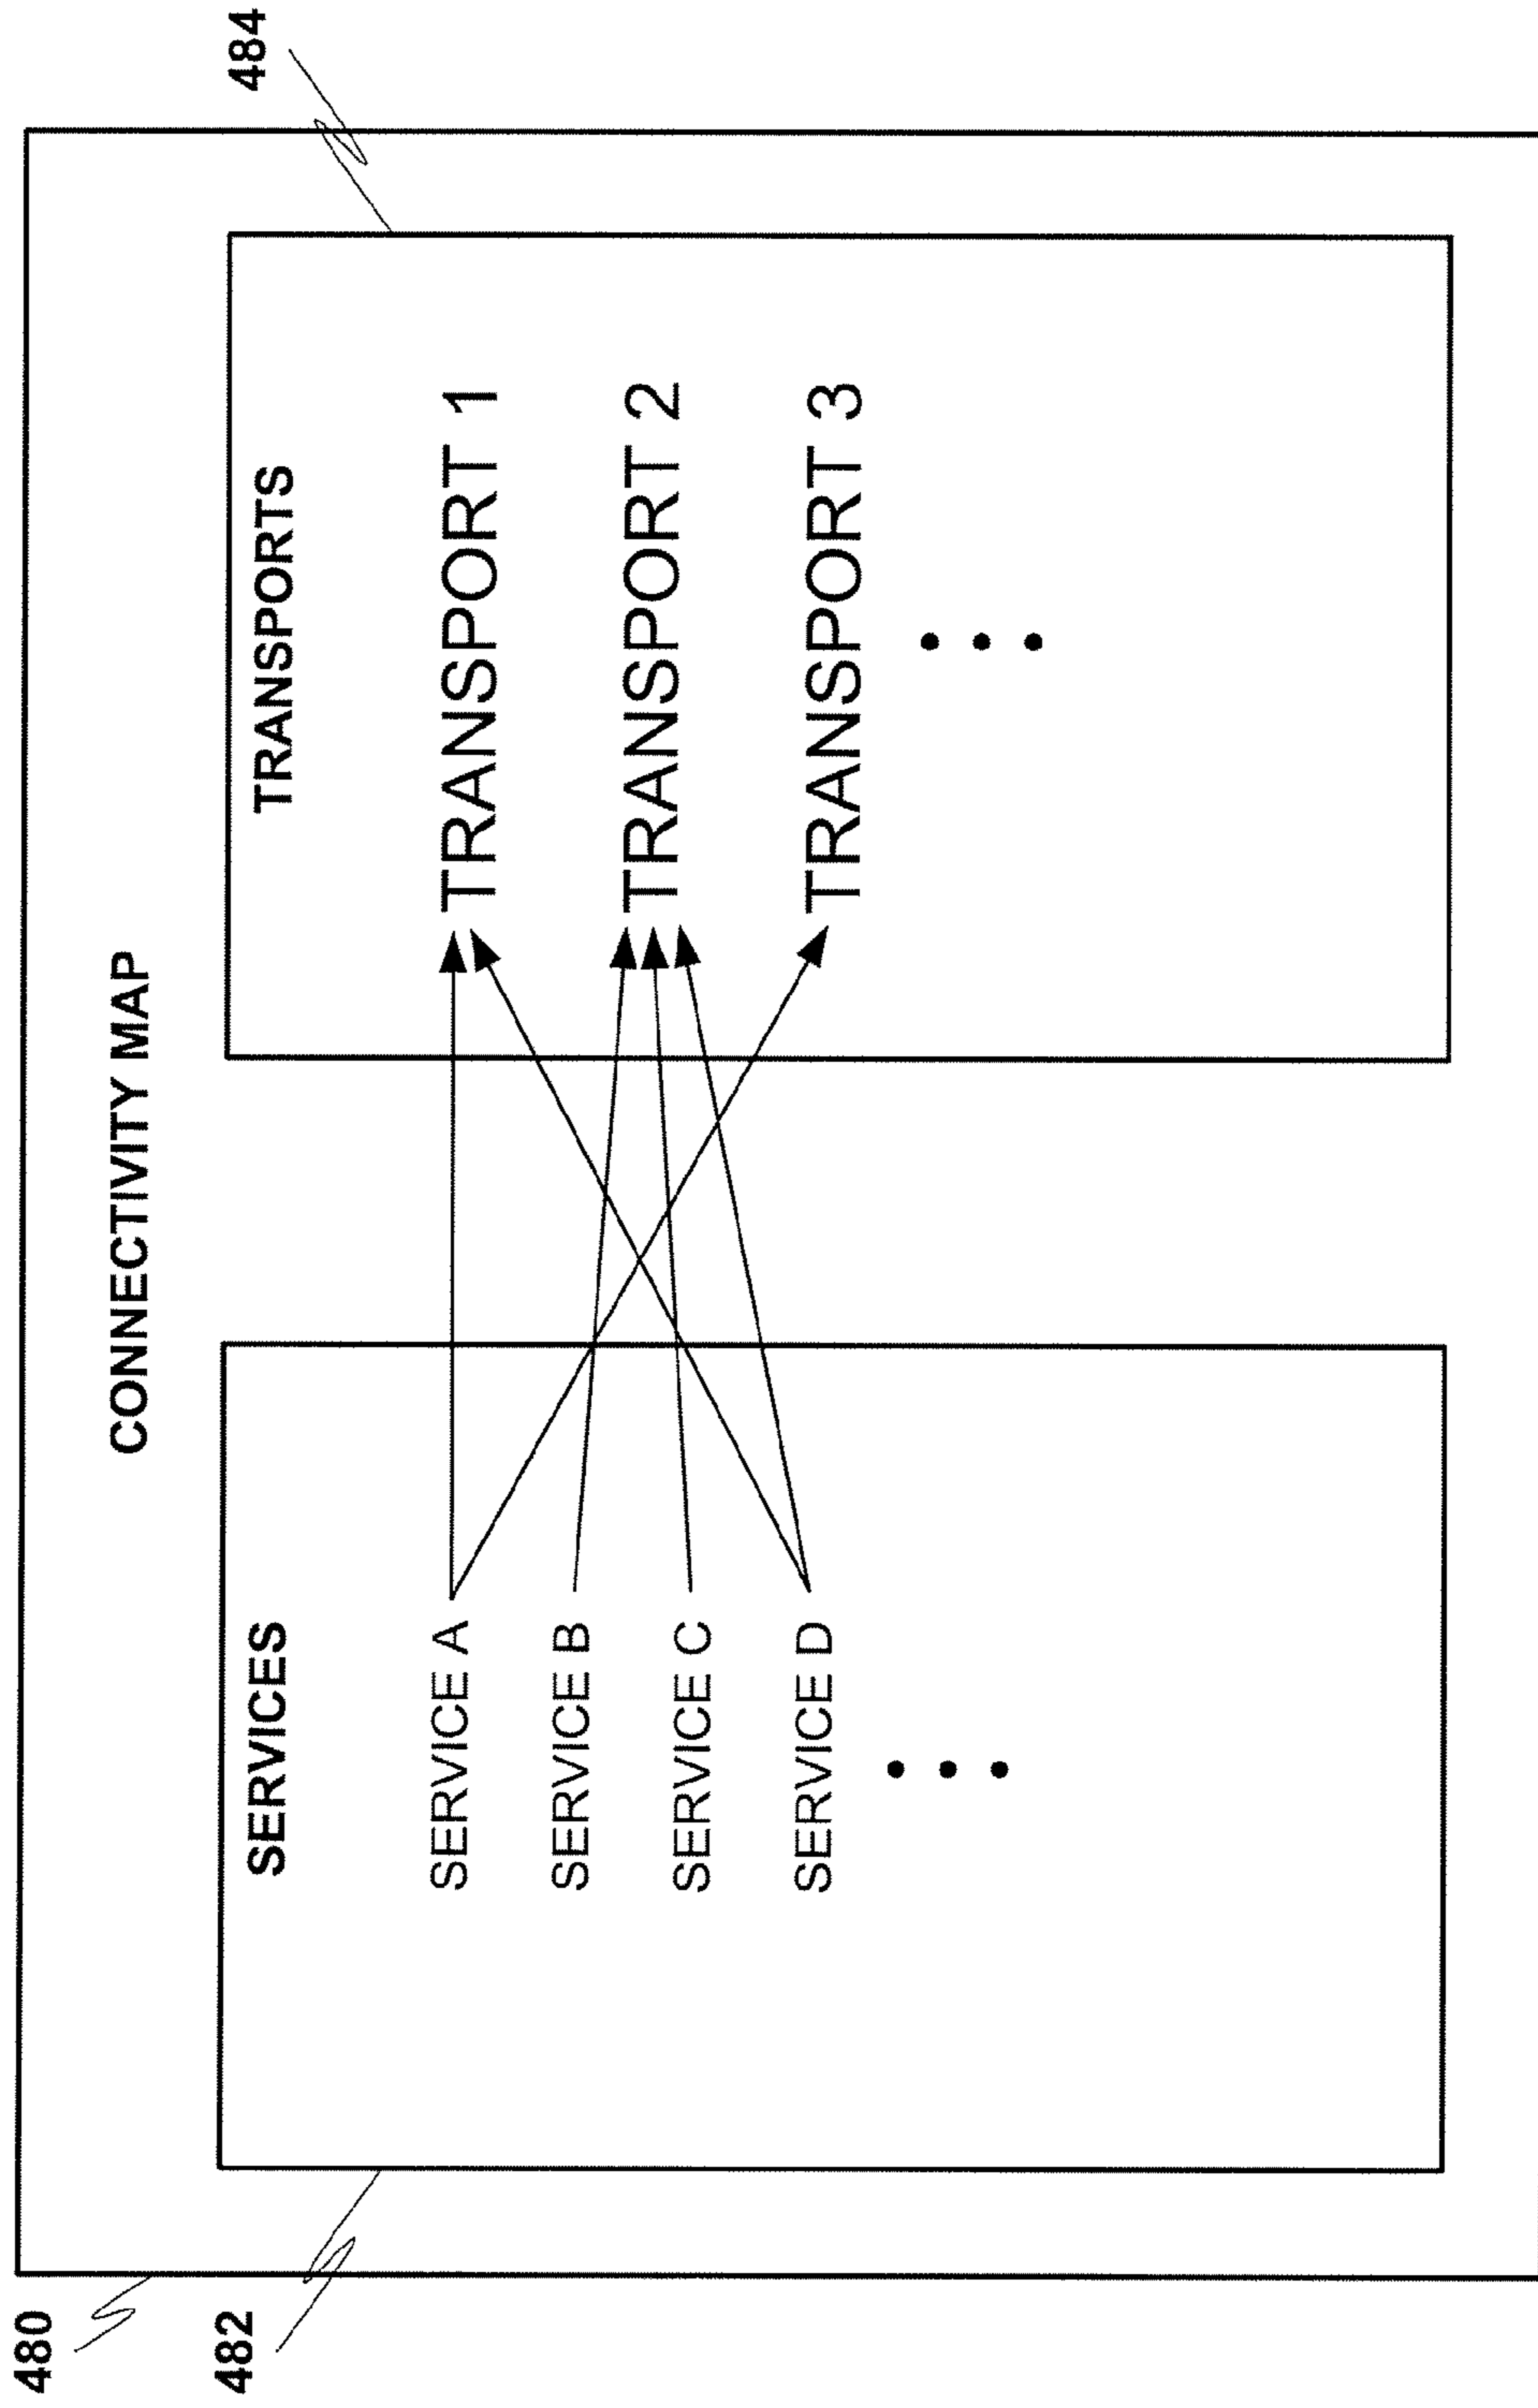 480
CONNECTIVITY MAP
482
SERVICES
SERVICE A
SERVICE B
SERVICE C
SERVICE D
484
TRANSPORTS
TRANSPORT 1
TRANSPORT 2
TRANSPORT 3